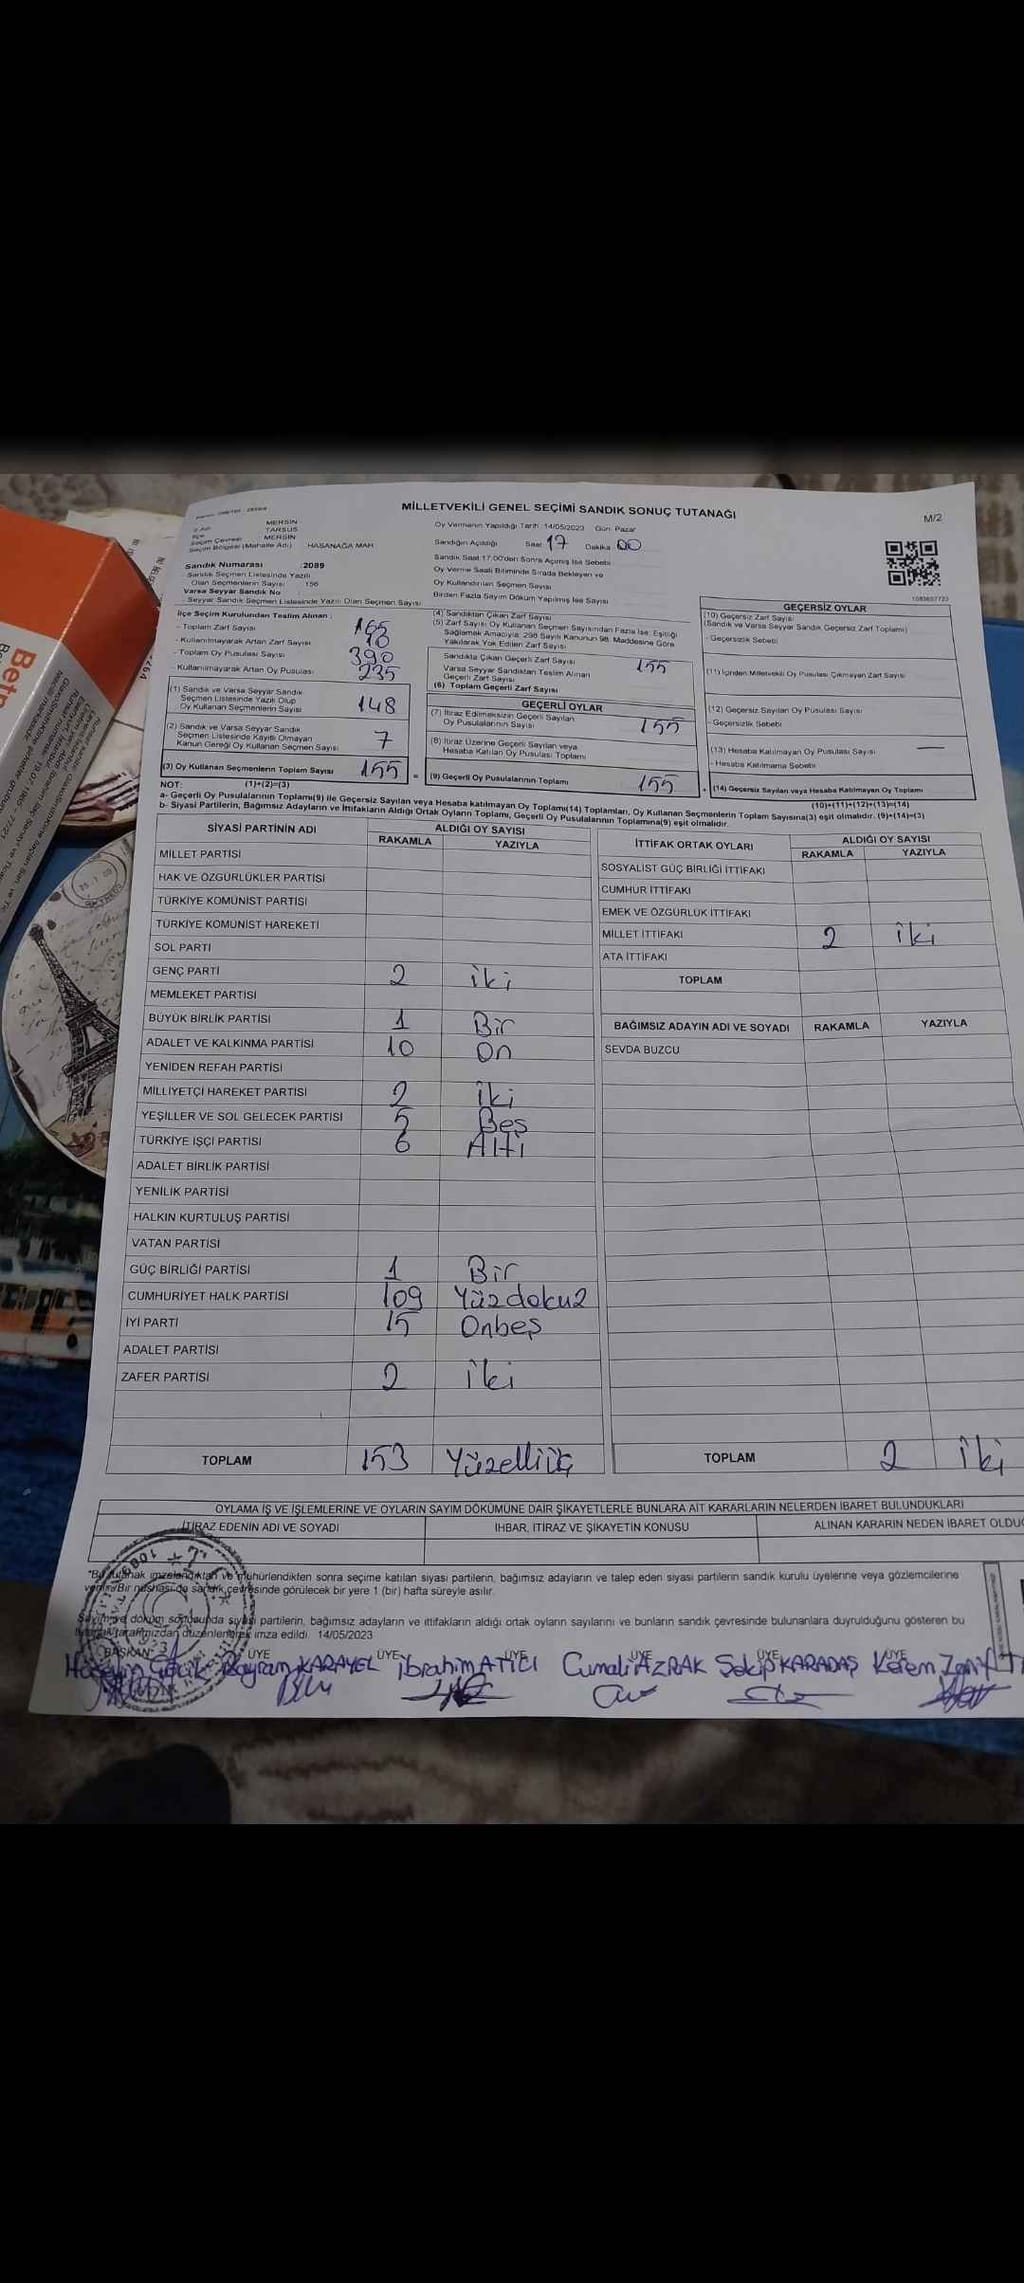 MİLLETVEKİLİ GENEL SEÇİMİ SANDIK SONUÇ TUTANAĞI
M/2
MERSİN
TARSUS
Seçim Çevresi MERSİN
Seçim Bölgesi (Mahalle Adı) : HASANAĞA MAH
Oy Vermenin Yapıldığı Tarih :14/05/2023 Gün: Pazar
Sandığın Açıldığı Saat 17 Dakika 00
Sandık Saat 17:00'den Sonra Açılmış İse Sebebi
Oy Verme Saati Bitiminde Sırada Bekleyen ve
Oy Kullandırılan Seçmen Sayısı
Birden Fazla Sayım Döküm Yapılmış İse Sayısı
Sandık Numarası : 2089
Sandık Seçmen Listesinde Yazılı
Olan Seçmenlerin Sayısı 156
Varsa Seyyar Sandık No
Seyyar Sandık Seçmen Listesinde Yazılı Olan Seçmen Sayısı
İlçe Seçim Kurulundan Teslim Alınan :
- Toplam Zarf Sayısı 165
- Kullanılmayarak Artan Zarf Sayısı 10
- Toplam Oy Pusulası Sayısı 390
- Kullanılmayarak Artan Oy Pusulası 235
(1) Sandık ve Varsa Seyyar Sandık
Seçmen Listesinde Yazılı Olup
Oy Kullanan Seçmenlerin Sayısı 148
(2) Sandık ve Varsa Seyyar Sandık
Seçmen Listesinde Kayıtlı Olmayan
Kanun Gereği Oy Kullanan Seçmen Sayısı 7
(3) Oy Kullanan Seçmenlerin Toplam Sayısı 155 =
(4) Sandıktan Çıkan Zarf Sayısı
(5) Zarf Sayısı Oy Kullanan Seçmen Sayısından Fazla İse; Eşitliği
Sağlamak Amacıyla; 298 Sayılı Kanunun 98. Maddesine Göre
Yakılarak Yok Edilen Zarf Sayısı
Sandıkta Çıkan Geçerli Zarf Sayısı 155
Varsa Seyyar Sandıktan Teslim Alınan
Geçerli Zarf Sayısı
(6) Toplam Geçerli Zarf Sayısı
GEÇERLİ OYLAR
(7) İtiraz Edilmeksizin Geçerli Sayılan
Oy Pusulalarının Sayısı 155
(8) İtiraz Üzerine Geçerli Sayılan veya
Hesaba Katılan Oy Pusulası Toplamı
(9) Geçerli Oy Pusulalarının Toplamı 155 +
1083607723
GEÇERSİZ OYLAR
(10) Geçersiz Zarf Sayısı
(Sandık ve Varsa Seyyar Sandık Geçersiz Zarf Toplamı)
- Geçersizlik Sebebi
(11) İçinden Milletvekili Oy Pusulası Çıkmayan Zarf Sayısı
(12) Geçersiz Sayılan Oy Pusulası Sayısı
- Geçersizlik Sebebi
(13) Hesaba Katılmayan Oy Pusulası Sayısı
- Hesaba Katılmama Sebebi
(14) Geçersiz Sayılan veya Hesaba Katılmayan Oy Toplamı
NOT: (1)+(2)=(3)
(10)+(11)+(12)+(13)=(14)
a- Geçerli Oy Pusulalarının Toplamı(9) ile Geçersiz Sayılan veya Hesaba katılmayan Oy Toplamı(14) Toplamları, Oy Kullanan Seçmenlerin Toplam Sayısına(3) eşit olmalıdır. (9)+(14)=(3)
b- Siyasi Partilerin, Bağımsız Adayların ve İttifakların Aldığı Ortak Oyların Toplamı, Geçerli Oy Pusulalarının Toplamına(9) eşit olmalıdır.
SİYASİ PARTİNİN ADI ALDIĞI OY SAYISI
RAKAMLA YAZIYLA
MİLLET PARTİSİ
HAK VE ÖZGÜRLÜKLER PARTİSİ
TÜRKİYE KOMÜNİST PARTİSİ
TÜRKİYE KOMÜNİST HAREKETİ
SOL PARTİ
GENÇ PARTİ 2 iki
MEMLEKET PARTİSİ
BÜYÜK BİRLİK PARTİSİ 1 Bir
ADALET VE KALKINMA PARTİSİ 10 On
YENİDEN REFAH PARTİSİ
MİLLİYETÇİ HAREKET PARTİSİ 2 iki
YEŞİLLER VE SOL GELECEK PARTİSİ 5 Beş
TÜRKİYE İŞÇİ PARTİSİ 6 Altı
ADALET BİRLİK PARTİSİ
YENİLİK PARTİSİ
HALKIN KURTULUŞ PARTİSİ
VATAN PARTİSİ
GÜÇ BİRLİĞİ PARTİSİ 1 Bir
CUMHURİYET HALK PARTİSİ 109 Yüzdokuz
İYİ PARTİ 15 Onbeş
ADALET PARTİSİ
ZAFER PARTİSİ 2 iki
TOPLAM 153 Yüzelliüç
İTTİFAK ORTAK OYLARI ALDIĞI OY SAYISI
RAKAMLA YAZIYLA
SOSYALİST GÜÇ BİRLİĞİ İTTİFAKI
CUMHUR İTTİFAKI
EMEK VE ÖZGÜRLÜK İTTİFAKI
MİLLET İTTİFAKI 2 iki
ATA İTTİFAKI
TOPLAM
BAĞIMSIZ ADAYIN ADI VE SOYADI RAKAMLA YAZIYLA
SEVDA BUZCU
TOPLAM 2 iki
OYLAMA İŞ VE İŞLEMLERİNE VE OYLARIN SAYIM DÖKÜMÜNE DAİR ŞİKAYETLERLE BUNLARA AİT KARARLARIN NELERDEN İBARET BULUNDUKLARI
İTİRAZ EDENİN ADI VE SOYADI İHBAR, İTİRAZ VE ŞİKAYETİN KONUSU ALINAN KARARIN NEDEN İBARET OLDUĞ
"Bu tutanak imzalandıktan ve mühürlendikten sonra seçime katılan siyasi partilerin, bağımsız adayların ve talep eden siyasi partilerin sandık kurulu üyelerine veya gözlemcilerine
verilir. Bir nüshası da sandık çevresinde görülecek bir yere 1 (bir) hafta süreyle asılır.
Sayım ve döküm sonucunda siyasi partilerin, bağımsız adayların ve ittifakların aldığı ortak oyların sayılarını ve bunların sandık çevresinde bulunanlara duyrulduğunu gösteren bu
tutanak tarafımızdan düzenlenerek imza edildi. 14/05/2023
BAŞKAN ÜYE ÜYE ÜYE ÜYE ÜYE
Bayram KARAYEL İbrahim ATICI Cumali AZRAK Sekip KARADAŞ Kerem